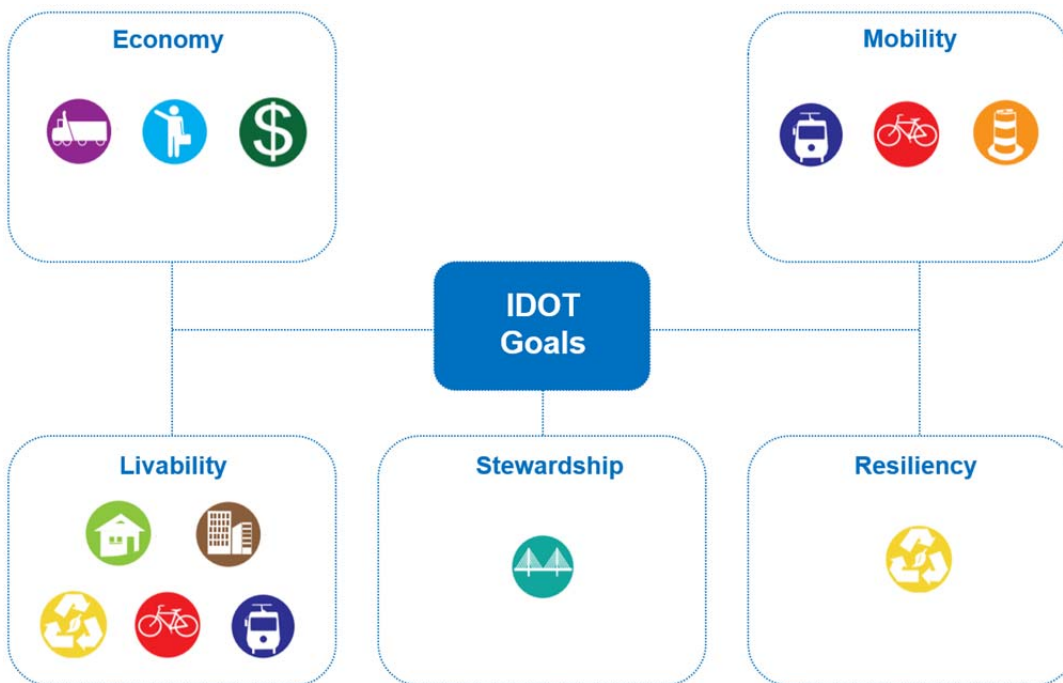 Economy
Mobility
IDOT
Goals
Livability
Stewardship
Resiliency
$